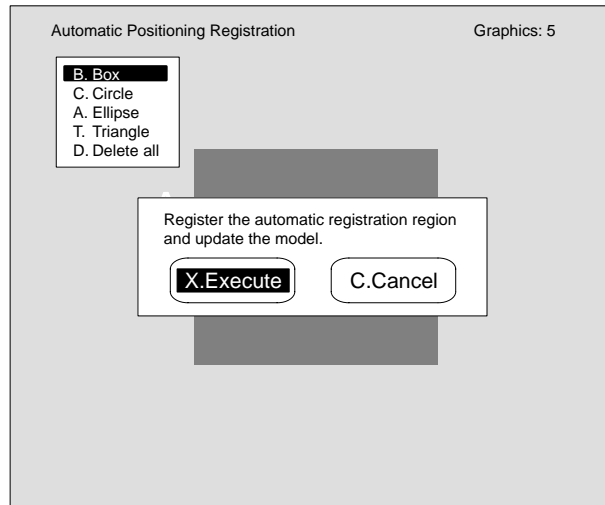 Automatic Positioning Registration Graphics: 5
B. Box
C. Circle
A. Ellipse
T. Triangle
D. Delete all
Register the automatic registration region
and update the model.
X.Execute C.Cancel